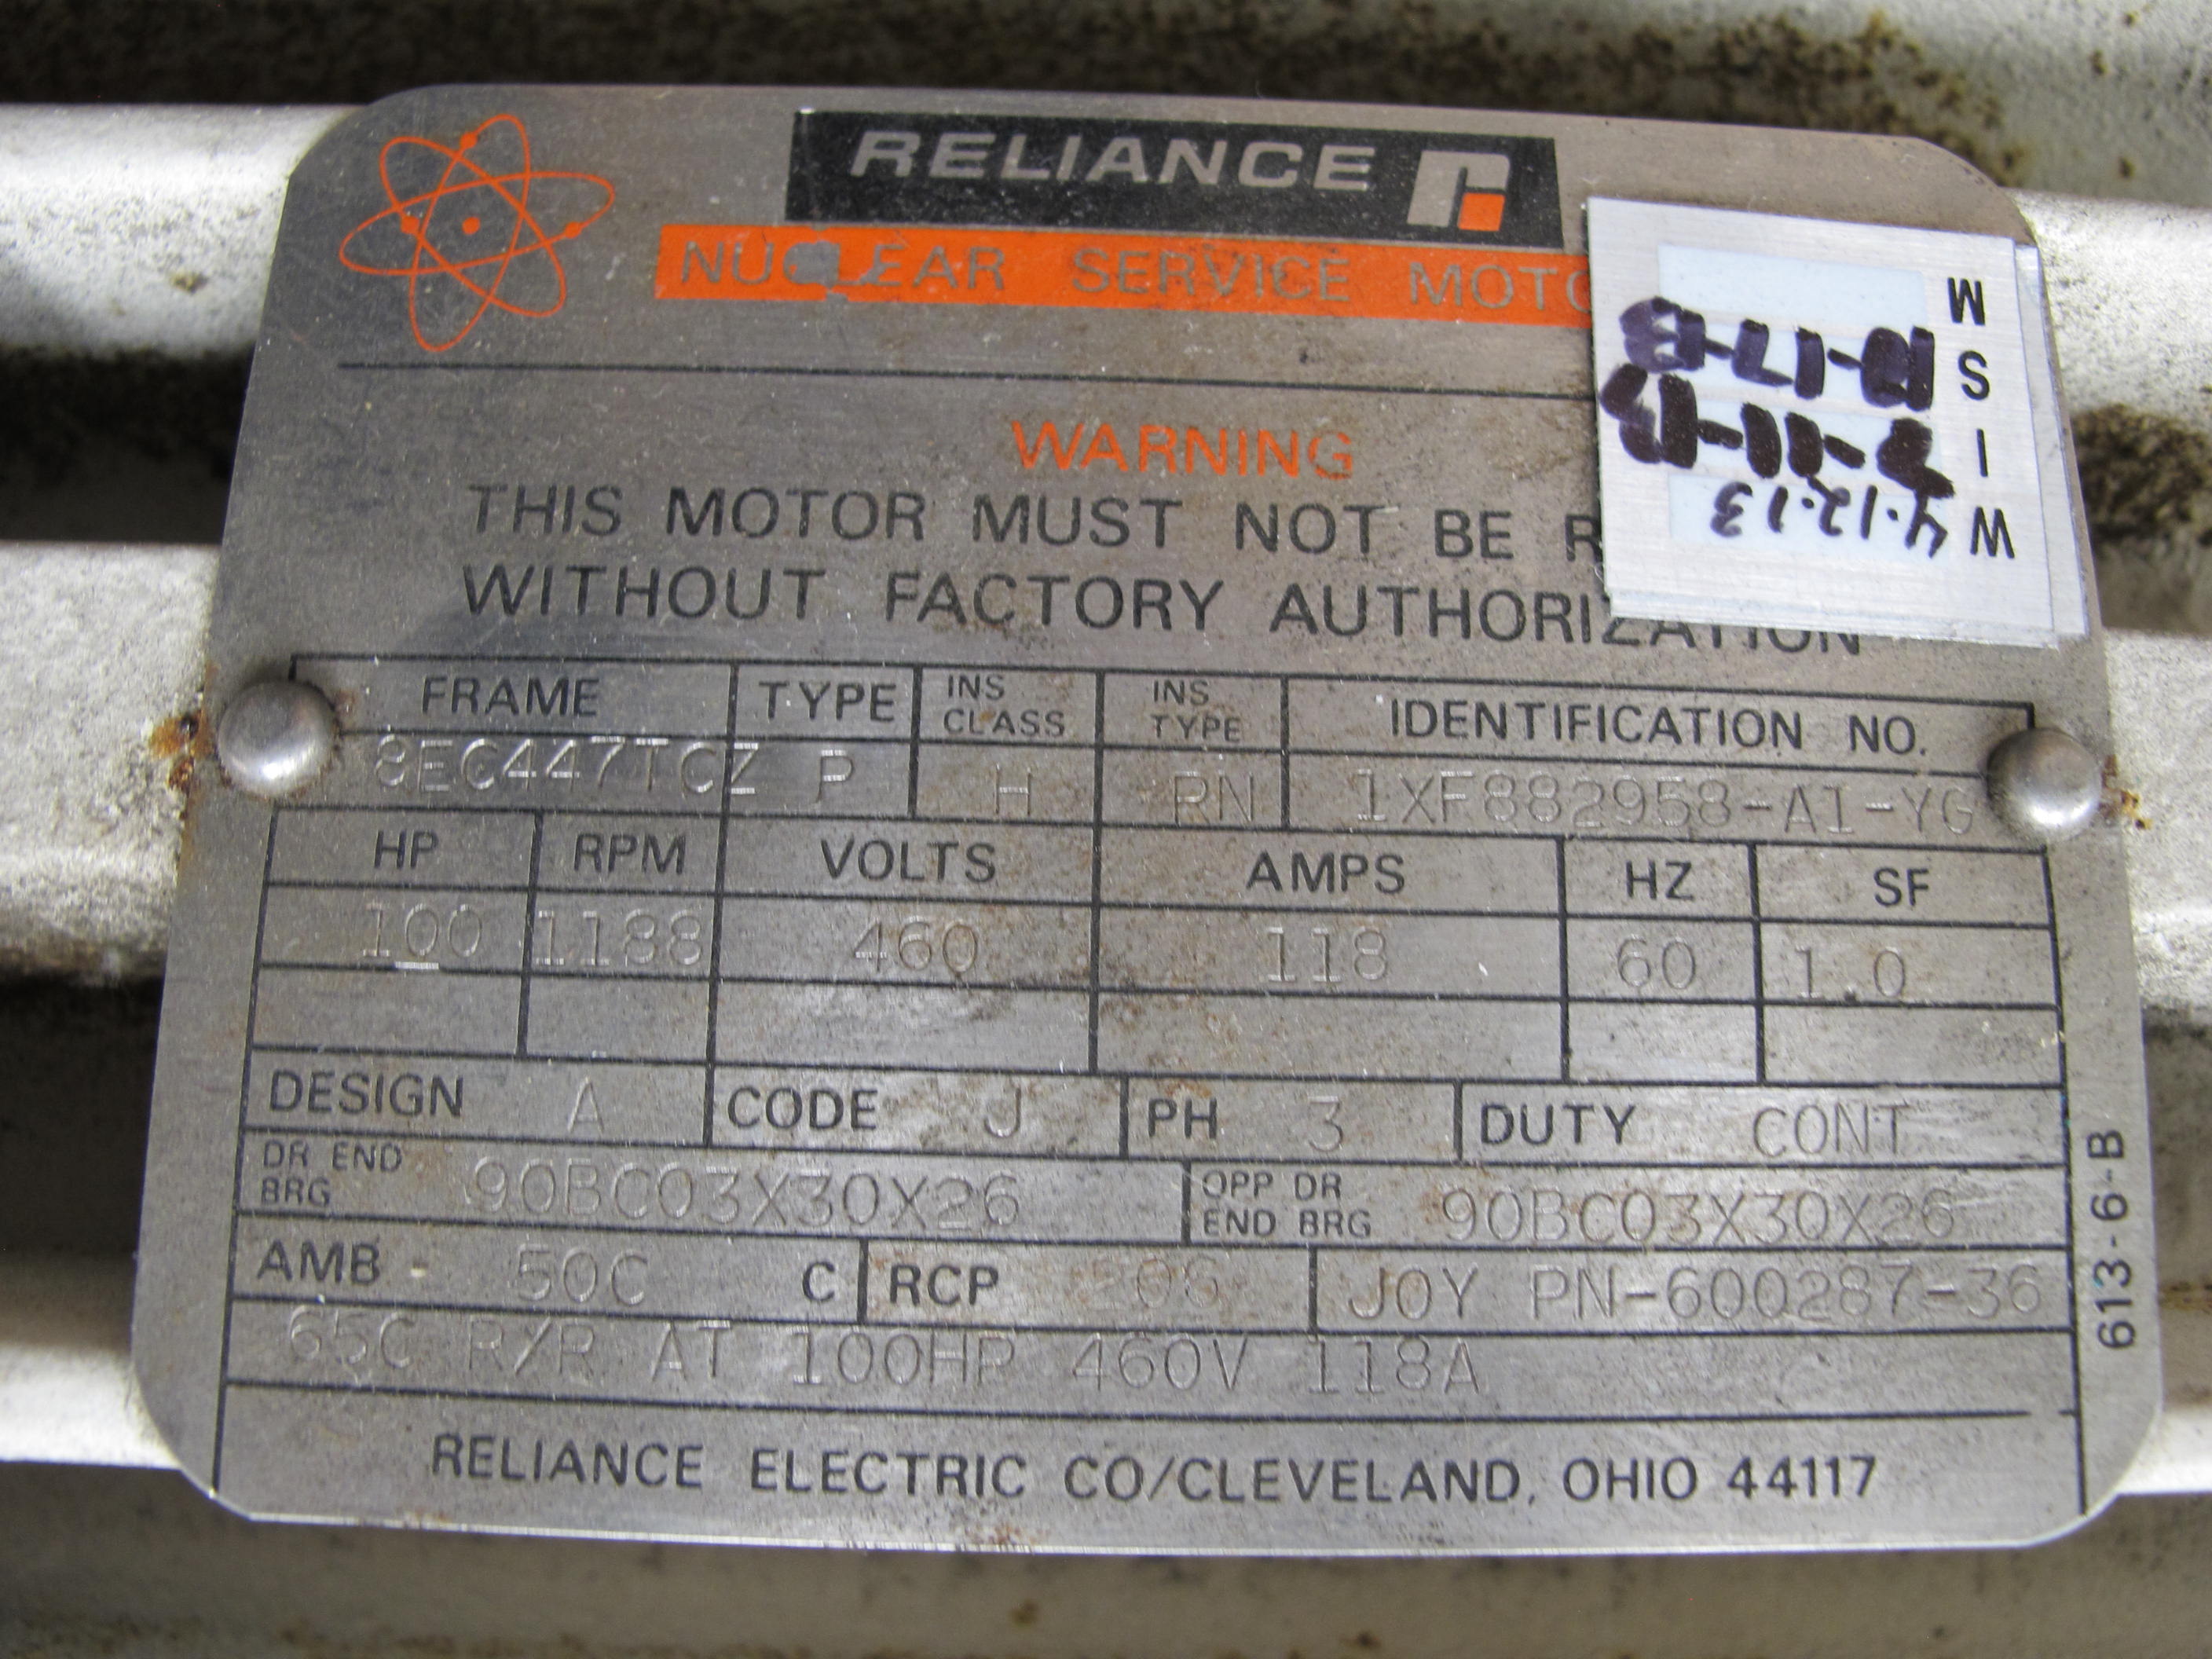 RELIANCE
NUCLEAR SERVICE MOTO
WARNING
THIS MOTOR MUST NOT BE R
WITHOUT FACTORY AUTHORIZATION
FRAME TYPE INS CLASS INS TYPE IDENTIFICATION NO.
8EC447TCZ P H RN 1XF882958-A1-YG
HP RPM VOLTS AMPS HZ SF
100 1188 460 118 60 1.0
DESIGN A CODE J PH 3 DUTY CONT
DR END BRG 90BC03X30X26 OPP DR END BRG 90BC03X30X26
AMB 50C C RCP JOY PN-600287-36
65C R/R AT 100HP 460V 118A
RELIANCE ELECTRIC CO/CLEVELAND, OHIO 44117
613-6-B
W I S M
4.12.13